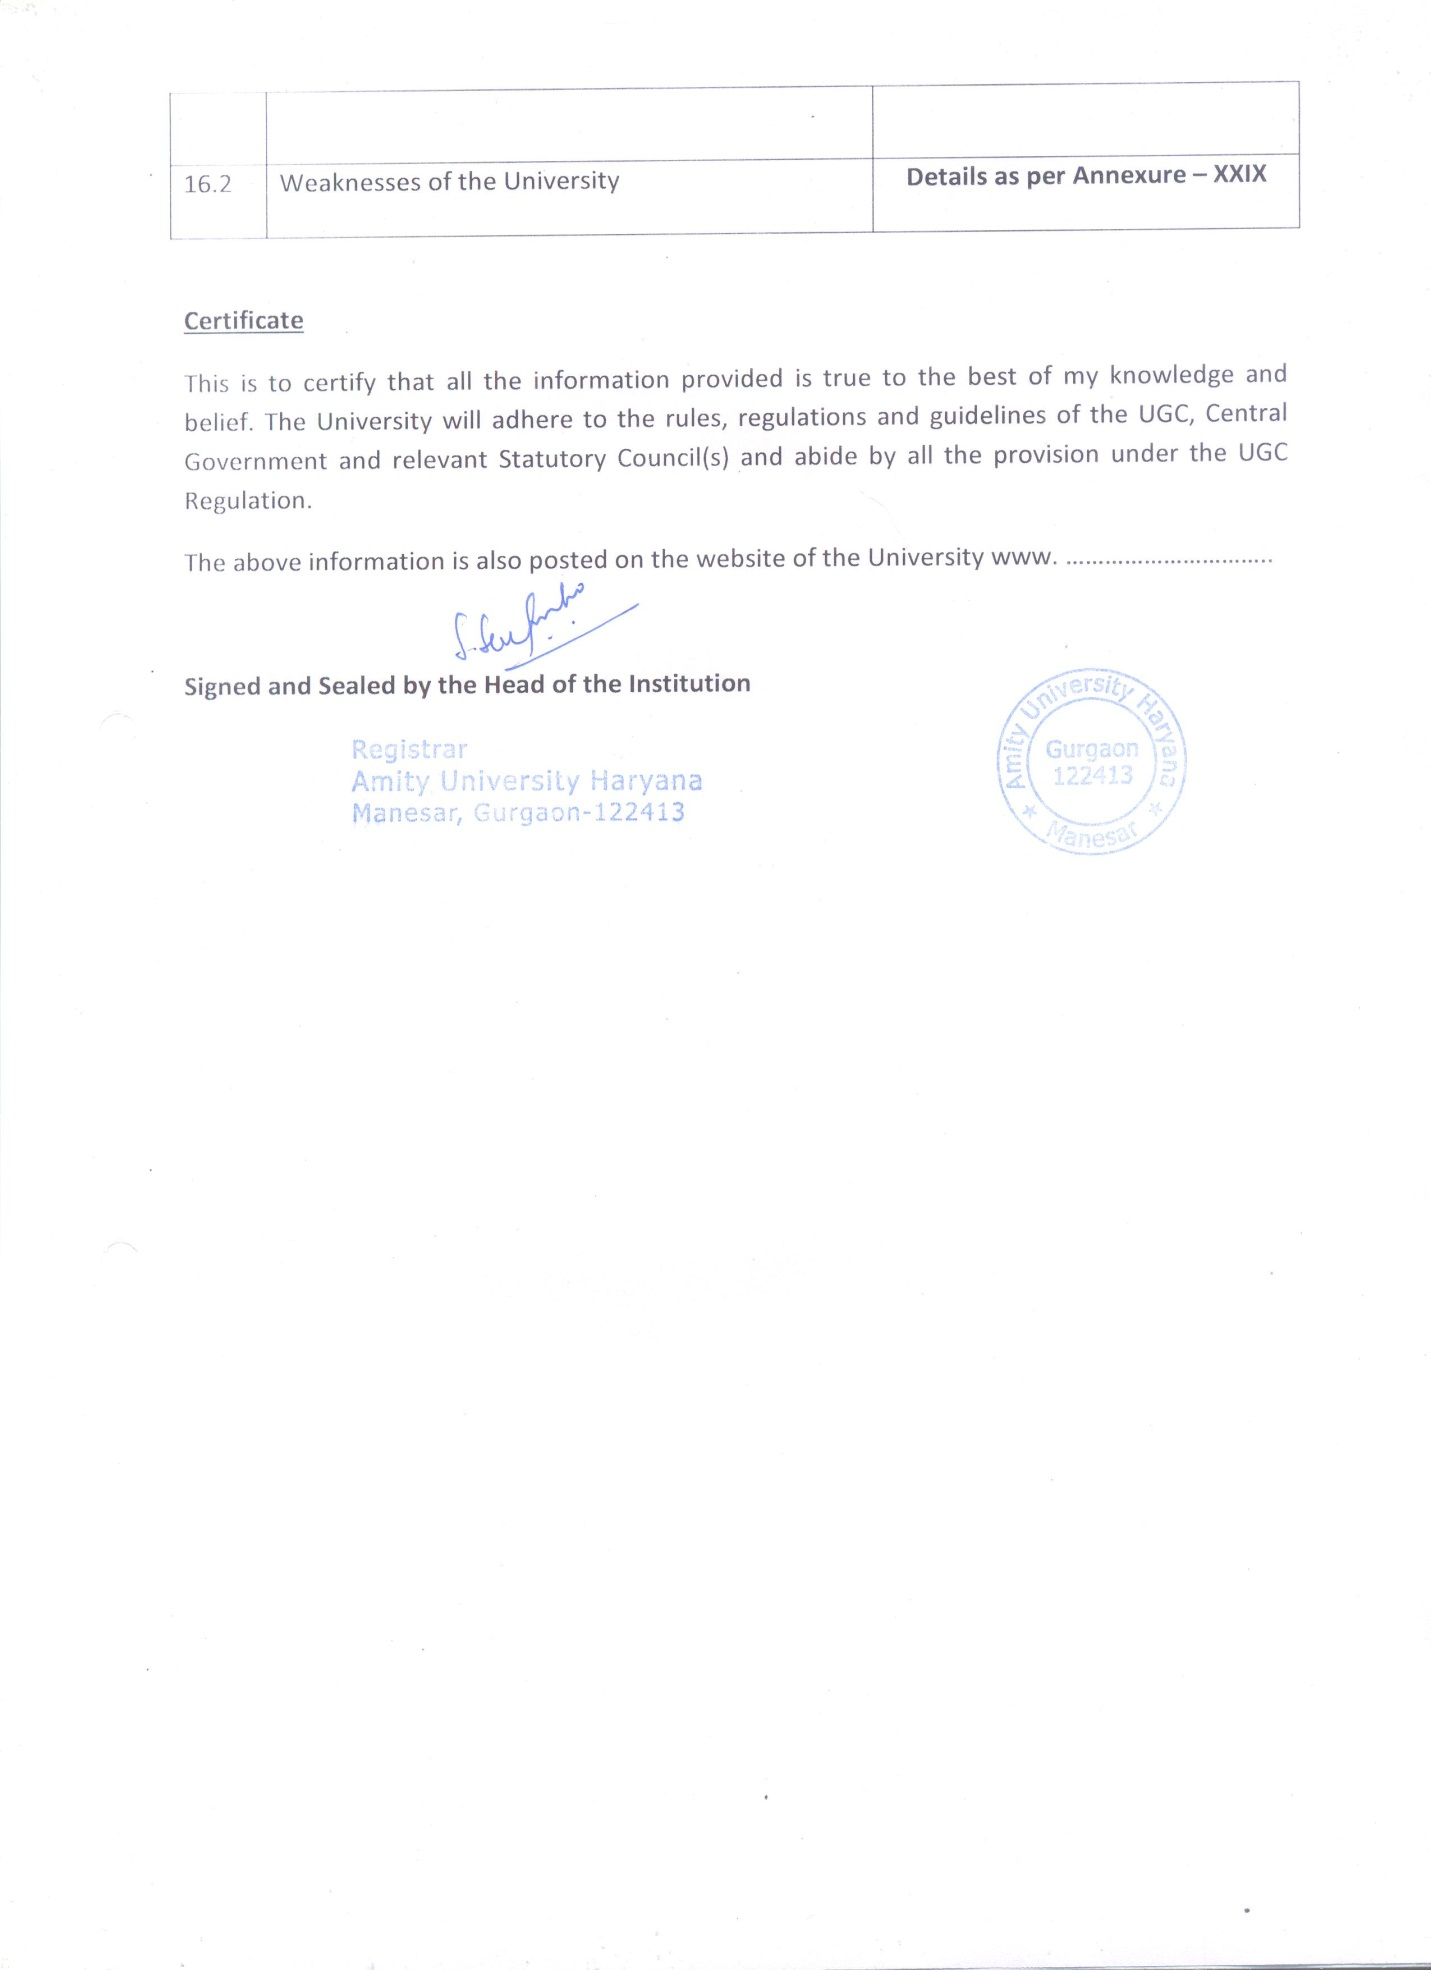 16.2 Weaknesses of the University Details as per Annexure – XXIX
Certificate
This is to certify that all the information provided is true to the best of my knowledge and
belief. The University will adhere to the rules, regulations and guidelines of the UGC, Central
Government and relevant Statutory Council(s) and abide by all the provision under the UGC
Regulation.
The above information is also posted on the website of the University www. ................................
Signed and Sealed by the Head of the Institution
Registrar
Amity University Haryana
Manesar, Gurgaon-122413
Amity University Haryana
Gurgaon
122413
Manesar